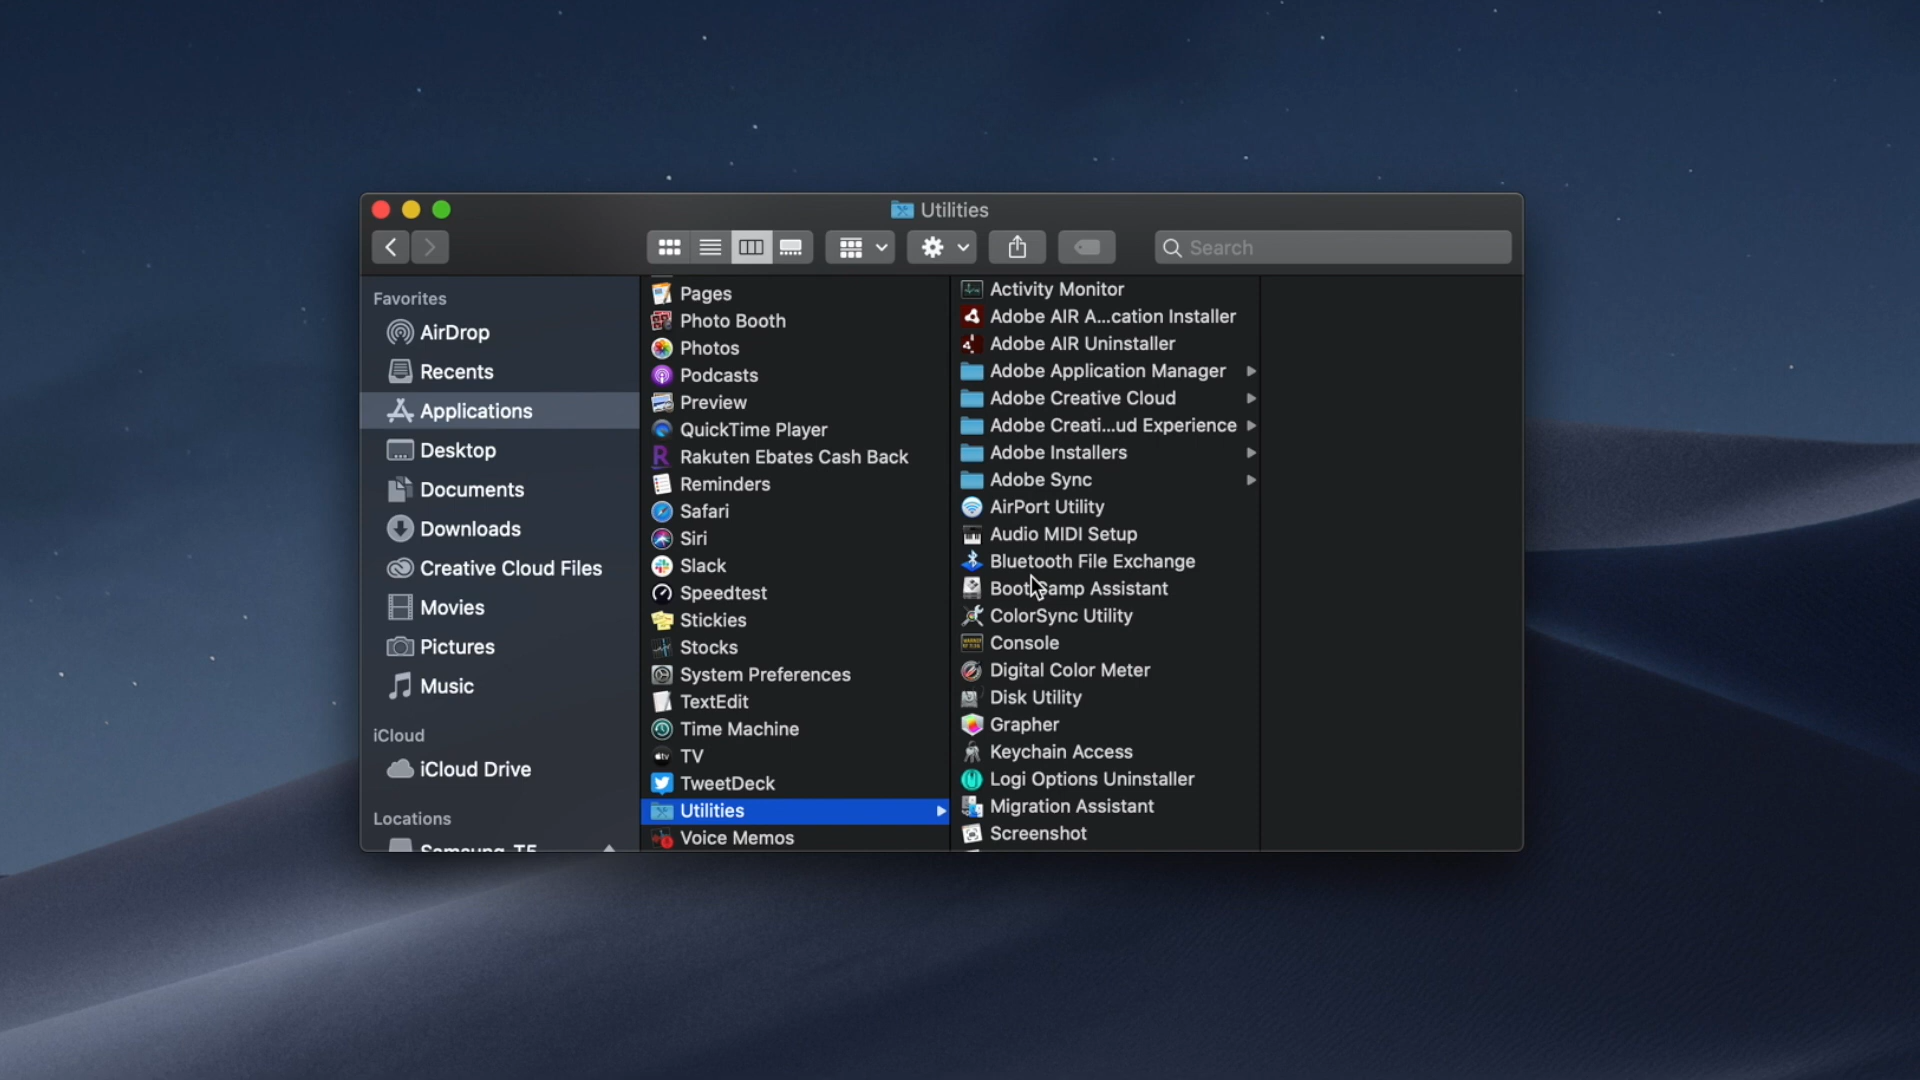 Utilities
Search
Favorites
AirDrop
Recents
Applications
Desktop
Documents
Downloads
Creative Cloud Files
Movies
Pictures
Music
iCloud
iCloud Drive
Locations
Samsung_T5
Pages
Photo Booth
Photos
Podcasts
Preview
QuickTime Player
Rakuten Ebates Cash Back
Reminders
Safari
Siri
Slack
Speedtest
Stickies
Stocks
System Preferences
TextEdit
Time Machine
TV
TweetDeck
Utilities
Voice Memos
Activity Monitor
Adobe AIR A...cation Installer
Adobe AIR Uninstaller
Adobe Application Manager
Adobe Creative Cloud
Adobe Creati...ud Experience
Adobe Installers
Adobe Sync
AirPort Utility
Audio MIDI Setup
Bluetooth File Exchange
Boot Camp Assistant
ColorSync Utility
Console
Digital Color Meter
Disk Utility
Grapher
Keychain Access
Logi Options Uninstaller
Migration Assistant
Screenshot